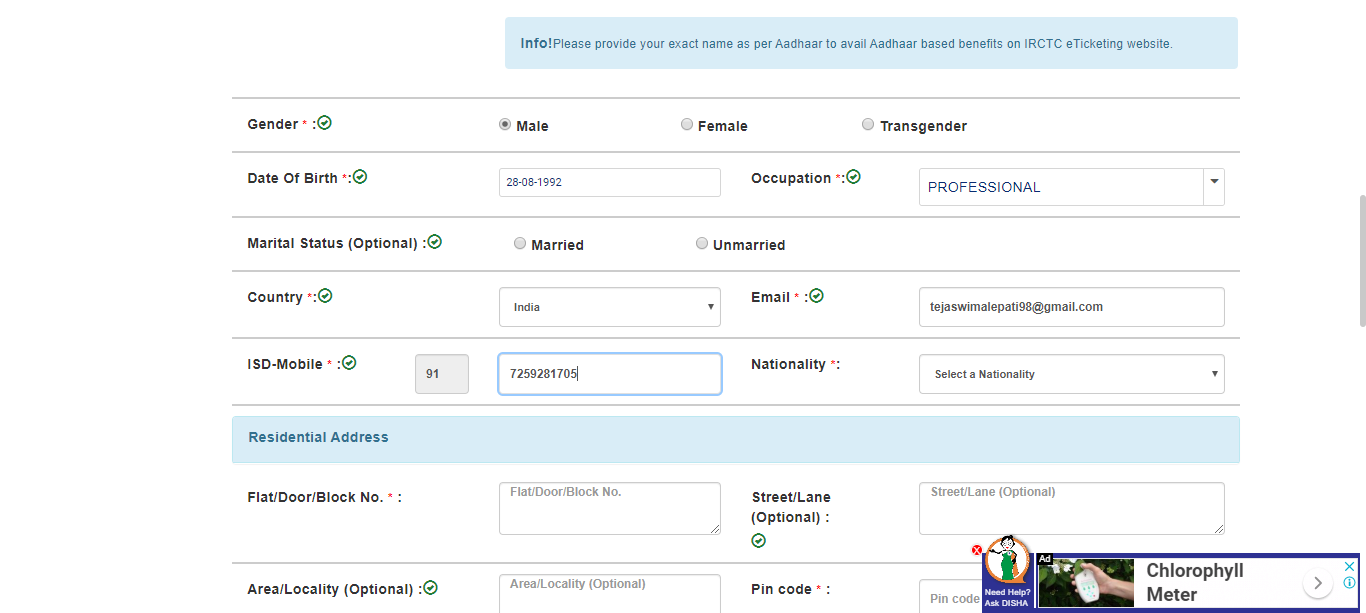 Info!Please provide your exact name as per Aadhaar to avail Aadhaar based benefits on IRCTC eTicketing website.
Gender * : Male Female Transgender
Date Of Birth *: 28-08-1992 Occupation *: PROFESSIONAL
Marital Status (Optional) : Married Unmarried
Country *: India Email * : tejaswimalepati98@gmail.com
ISD-Mobile * : 91 7259281705 Nationality *: Select a Nationality
Residential Address
Flat/Door/Block No. * : Flat/Door/Block No. Street/Lane (Optional) : Street/Lane (Optional)
Area/Locality (Optional) : Area/Locality (Optional) Pin code * : Pin code
Need Help?
Ask DISHA
Ad
Chlorophyll
Meter